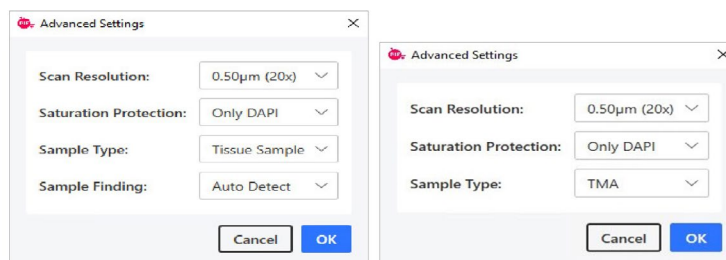 Advanced Settings
Scan Resolution: 0.50µm (20x)
Saturation Protection: Only DAPI
Sample Type: Tissue Sample
Sample Finding: Auto Detect
Cancel OK
Advanced Settings
Scan Resolution: 0.50µm (20x)
Saturation Protection: Only DAPI
Sample Type: TMA
Cancel OK